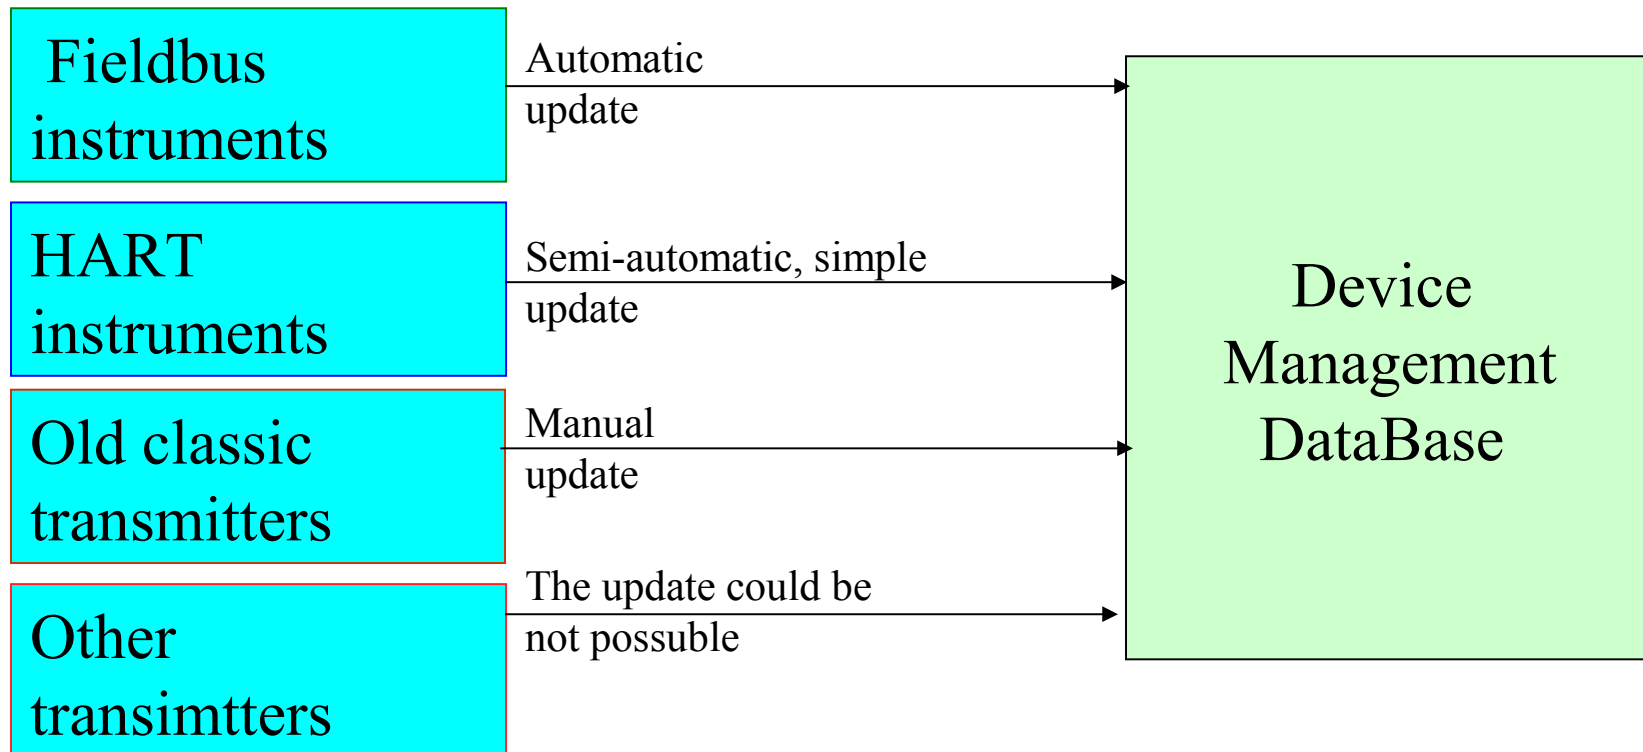 Fieldbus
instruments
Automatic
update
HART
instruments
Semi-automatic, simple
update
Old classic
transmitters
Manual
update
Other
transimtters
The update could be
not possuble
Device
Management
DataBase